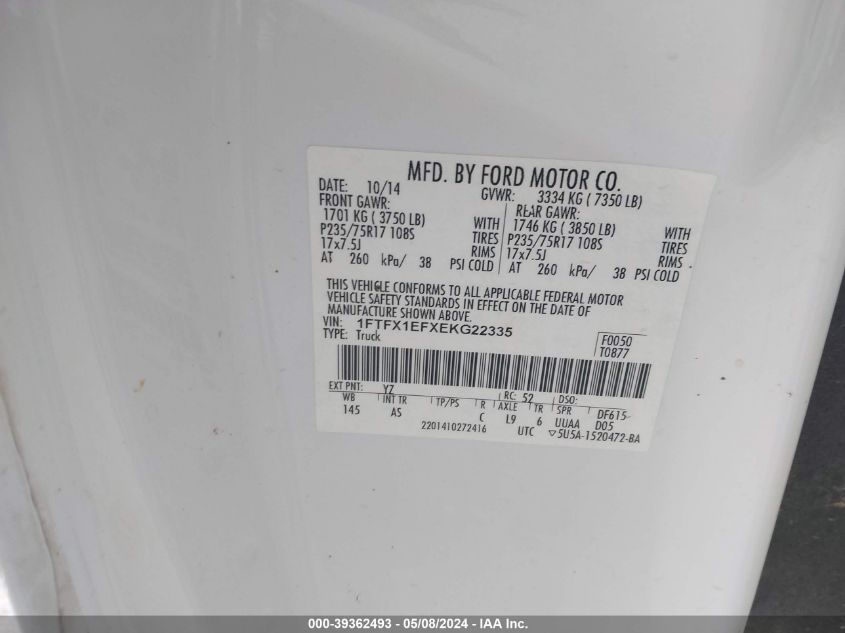 MFD. BY FORD MOTOR CO.
DATE: 10/14 GVWR: 3334 KG ( 7350 LB)
FRONT GAWR: REAR GAWR:
1701 KG ( 3750 LB) WITH 1746 KG ( 3850 LB) WITH
P235/75R17 108S TIRES P235/75R17 108S TIRES
17x7.5J RIMS 17x7.5J RIMS
AT 260 kPa/ 38 PSI COLD AT 260 kPa/ 38 PSI COLD
THIS VEHICLE CONFORMS TO ALL APPLICABLE FEDERAL MOTOR
VEHICLE SAFETY STANDARDS IN EFFECT ON THE DATE OF
MANUFACTURE SHOWN ABOVE.
VIN: 1FTFX1EFXEKG22335 F0050
TYPE: Truck T0877
EXT PNT: YZ RC: 52 DSO:
WB INT TR TP/PS R AXLE TR SPR DF615
145 AS C L9 6 UUAA D05
2201410272416 UTC ▽5U5A-1520472-BA
000-39362493 - 05/08/2024 - IAA Inc.